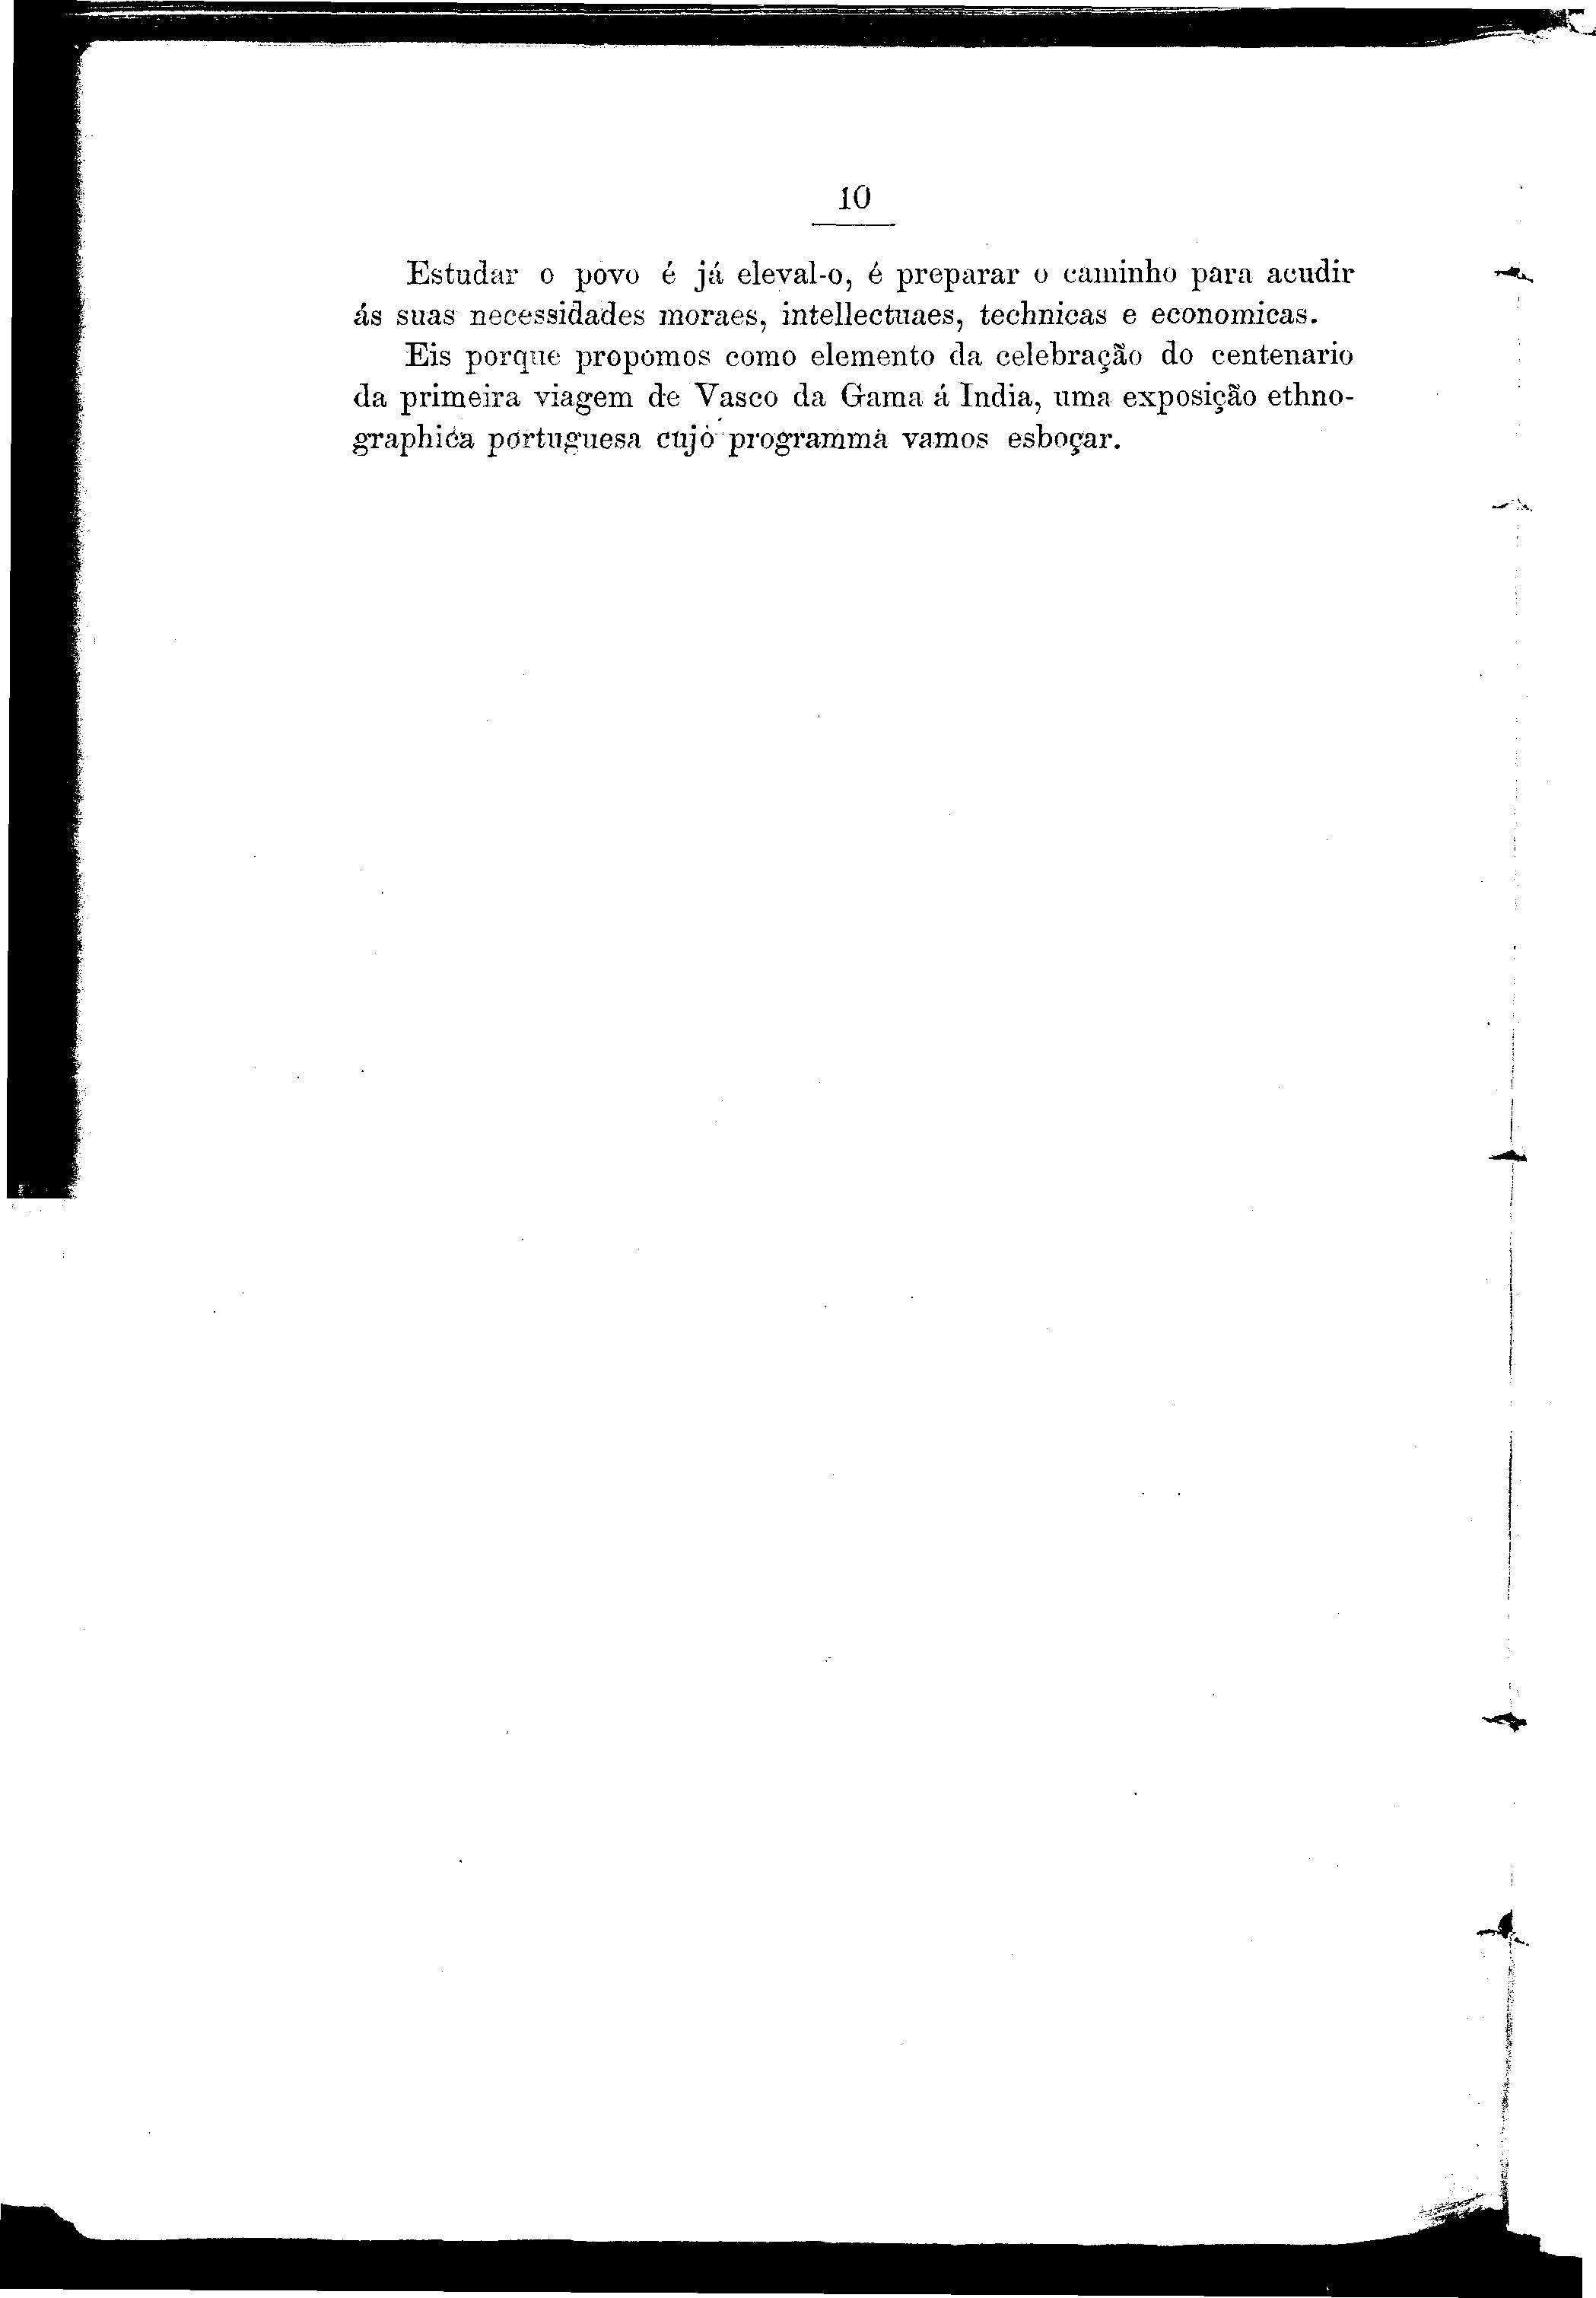 10
Estudar o povo é já eleval-o, é preparar o caminho para acudir
ás suas necessidades moraes, intellectuaes, technicas e economicas.
Eis porque propomos como elemento da celebração do centenario
da primeira viagem de Vasco da Gama á India, uma exposição ethno-
graphica portuguesa cujo programma vamos esboçar.